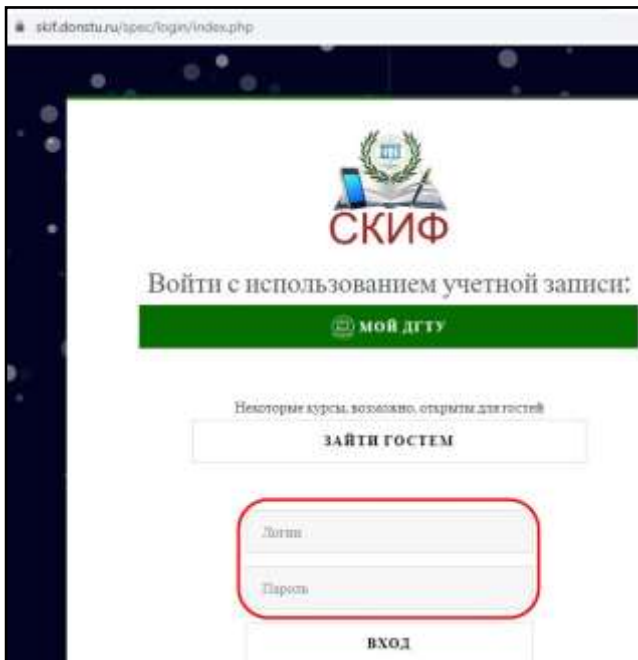 skif.donstu.ru/spec/login/index.php
СКИФ
Войти с использованием учетной записи:
МОЙ ДГТУ
Некоторые курсы, возможно, открыты для гостей
ЗАЙТИ ГОСТЕМ
Логин
Пароль
ВХОД